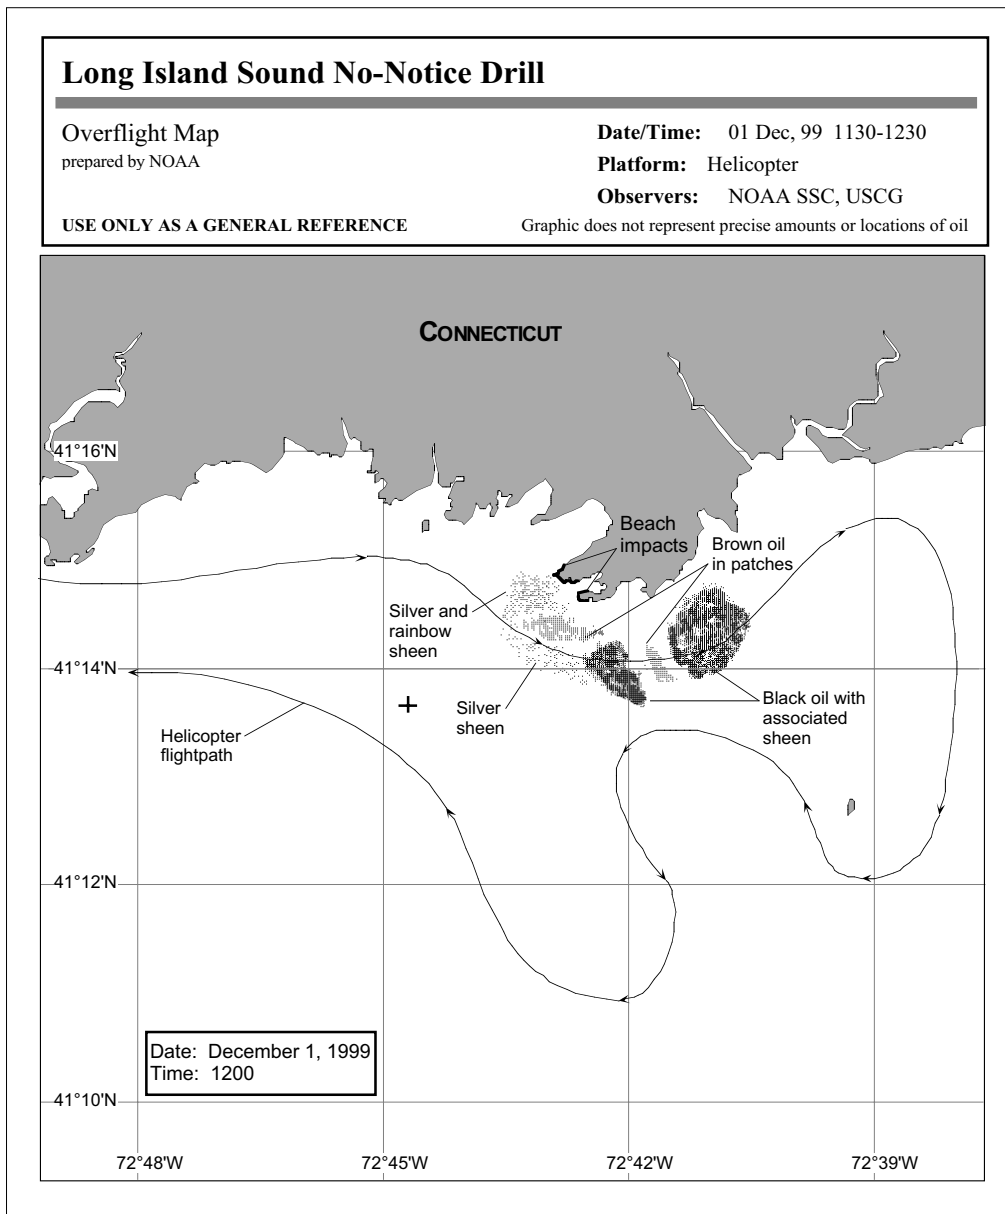 Long Island Sound No-Notice Drill
Overflight Map
prepared by NOAA
Date/Time: 01 Dec, 99 1130-1230
Platform: Helicopter
Observers: NOAA SSC, USCG
USE ONLY AS A GENERAL REFERENCE
Graphic does not represent precise amounts or locations of oil
CONNECTICUT
41°16'N
Beach
impacts
Brown oil
in patches
Silver and
rainbow
sheen
41°14'N
Silver
sheen
Black oil with
associated
sheen
Helicopter
flightpath
41°12'N
Date: December 1, 1999
Time: 1200
41°10'N
72°48'W
72°45'W
72°42'W
72°39'W